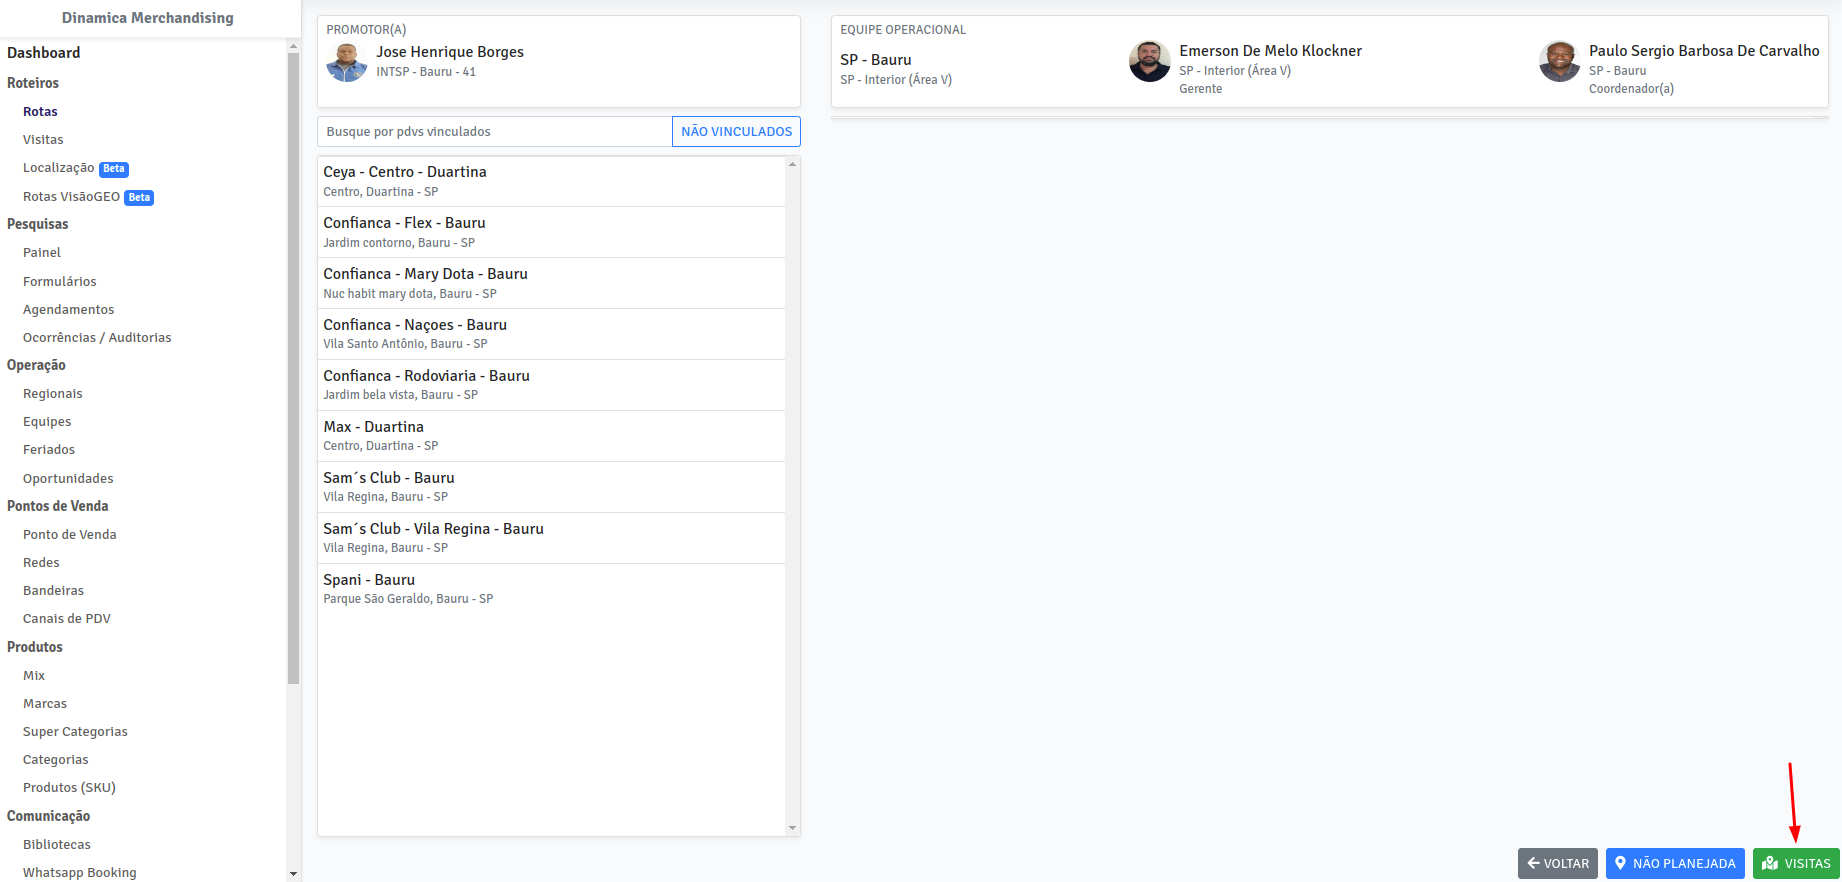 Dinamica Merchandising
Dashboard
Roteiros
Rotas
Visitas
Localização Beta
Rotas VisãoGEO Beta
Pesquisas
Painel
Formulários
Agendamentos
Ocorrências / Auditorias
Operação
Regionais
Equipes
Feriados
Oportunidades
Pontos de Venda
Ponto de Venda
Redes
Bandeiras
Canais de PDV
Produtos
Mix
Marcas
Super Categorias
Categorias
Produtos (SKU)
Comunicação
Bibliotecas
Whatsapp Booking
PROMOTOR(A)
Jose Henrique Borges
INTSP - Bauru - 41
Busque por pdvs vinculados
NÃO VINCULADOS
Ceya - Centro - Duartina
Centro, Duartina - SP
Confianca - Flex - Bauru
Jardim contorno, Bauru - SP
Confianca - Mary Dota - Bauru
Nuc habit mary dota, Bauru - SP
Confianca - Naçoes - Bauru
Vila Santo Antônio, Bauru - SP
Confianca - Rodoviaria - Bauru
Jardim bela vista, Bauru - SP
Max - Duartina
Centro, Duartina - SP
Sam´s Club - Bauru
Vila Regina, Bauru - SP
Sam´s Club - Vila Regina - Bauru
Vila Regina, Bauru - SP
Spani - Bauru
Parque São Geraldo, Bauru - SP
EQUIPE OPERACIONAL
SP - Bauru
SP - Interior (Área V)
Emerson De Melo Klockner
SP - Interior (Área V)
Gerente
Paulo Sergio Barbosa De Carvalho
SP - Bauru
Coordenador(a)
VOLTAR
NÃO PLANEJADA
VISITAS